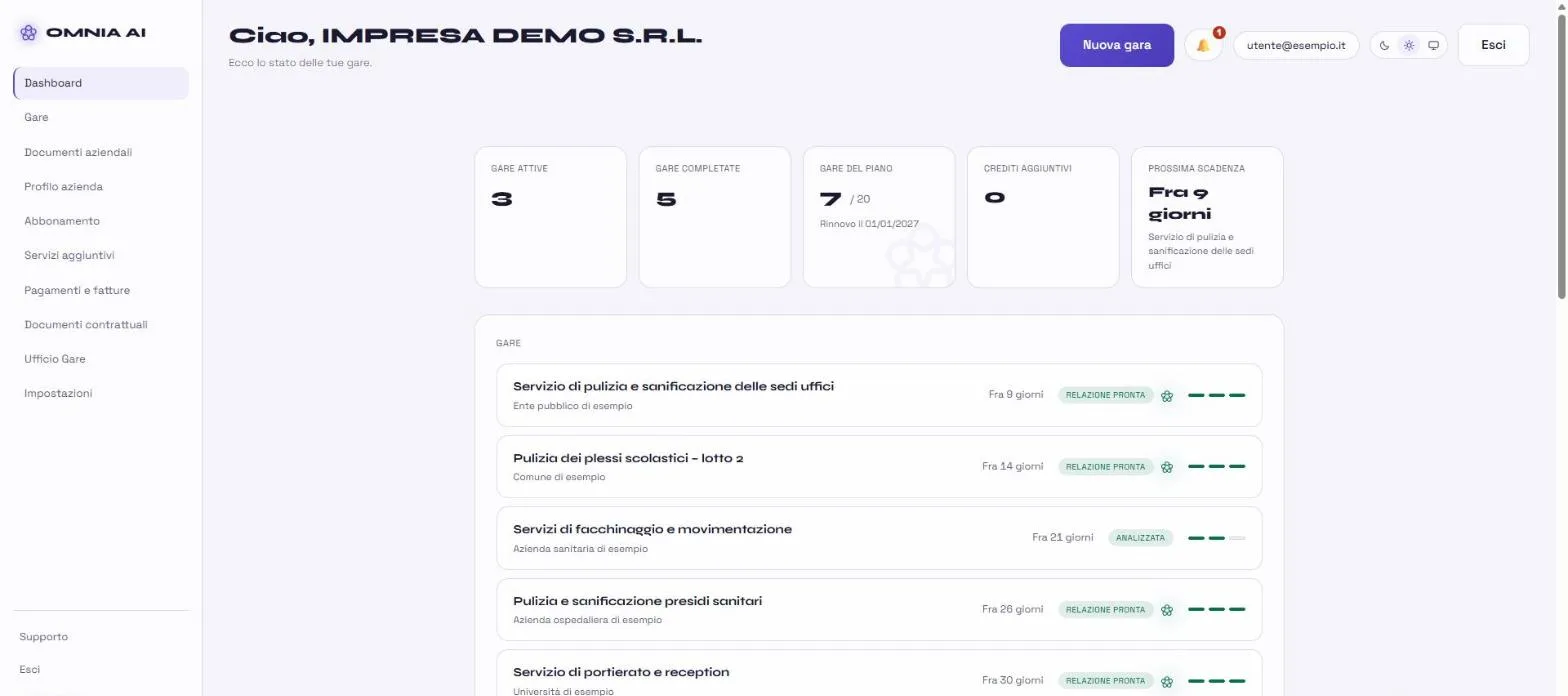 OMNIA AI
Dashboard
Gare
Documenti aziendali
Profilo azienda
Abbonamento
Servizi aggiuntivi
Pagamenti e fatture
Documenti contrattuali
Ufficio Gare
Impostazioni
Supporto
Esci
Ciao, IMPRESA DEMO S.R.L.
Ecco lo stato delle tue gare.
Nuova gara
1
utente@esempio.it
Esci
GARE ATTIVE
3
GARE COMPLETATE
5
GARE DEL PIANO
7 / 20
Rinnovo il 01/01/2027
CREDITI AGGIUNTIVI
0
PROSSIMA SCADENZA
Fra 9
giorni
Servizio di pulizia e
sanificazione delle sedi
uffici
GARE
Servizio di pulizia e sanificazione delle sedi uffici
Ente pubblico di esempio
Fra 9 giorni
RELAZIONE PRONTA
Pulizia dei plessi scolastici – lotto 2
Comune di esempio
Fra 14 giorni
RELAZIONE PRONTA
Servizi di facchinaggio e movimentazione
Azienda sanitaria di esempio
Fra 21 giorni
ANALIZZATA
Pulizia e sanificazione presidi sanitari
Azienda ospedaliera di esempio
Fra 26 giorni
RELAZIONE PRONTA
Servizio di portierato e reception
Università di esempio
Fra 30 giorni
RELAZIONE PRONTA